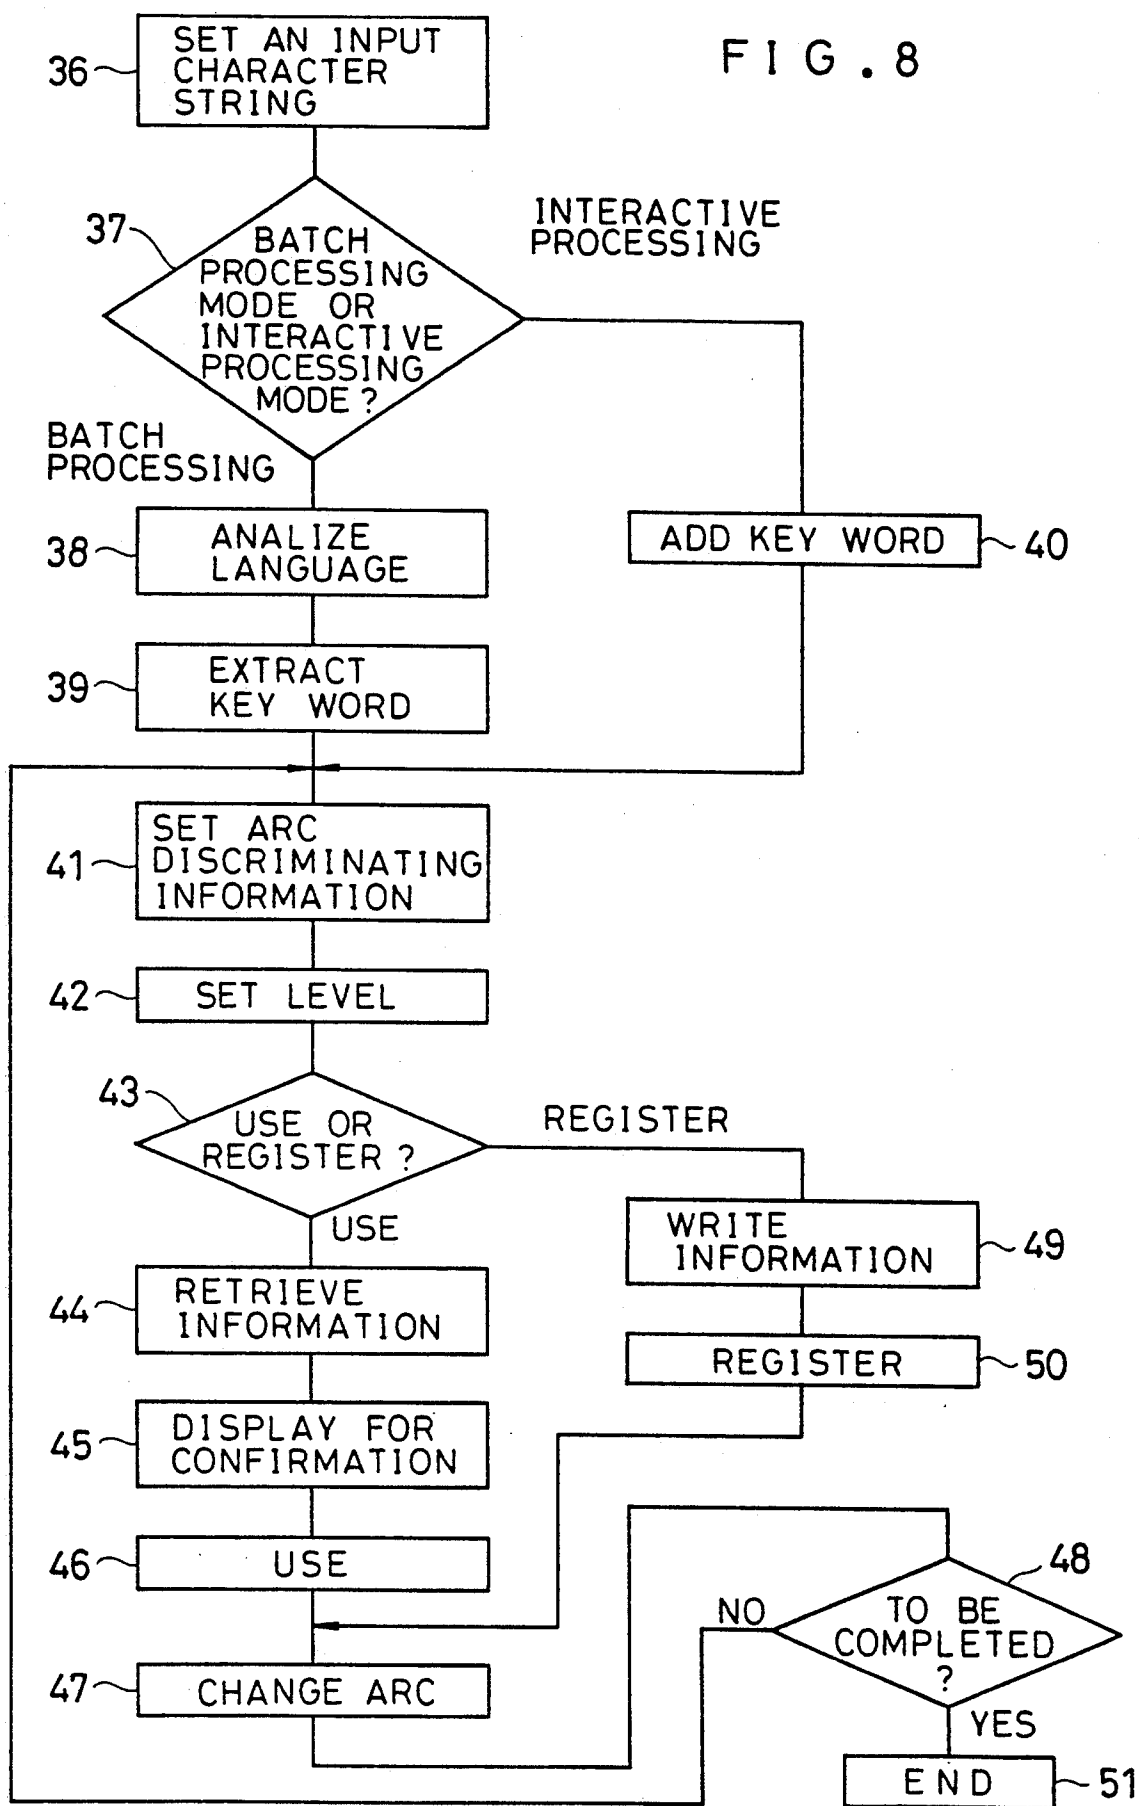 FIG.8
36
SET AN INPUT
CHARACTER
STRING
37
BATCH
PROCESSING
MODE OR
INTERACTIVE
PROCESSING
MODE?
INTERACTIVE
PROCESSING
BATCH
PROCESSING
38
ANALIZE
LANGUAGE
ADD KEY WORD
40
39
EXTRACT
KEY WORD
41
SET ARC
DISCRIMINATING
INFORMATION
42
SET LEVEL
43
USE OR
REGISTER?
REGISTER
USE
WRITE
INFORMATION
49
44
RETRIEVE
INFORMATION
REGISTER
50
45
DISPLAY FOR
CONFIRMATION
46
USE
48
TO BE
COMPLETED
?
NO
47
CHANGE ARC
YES
END
51